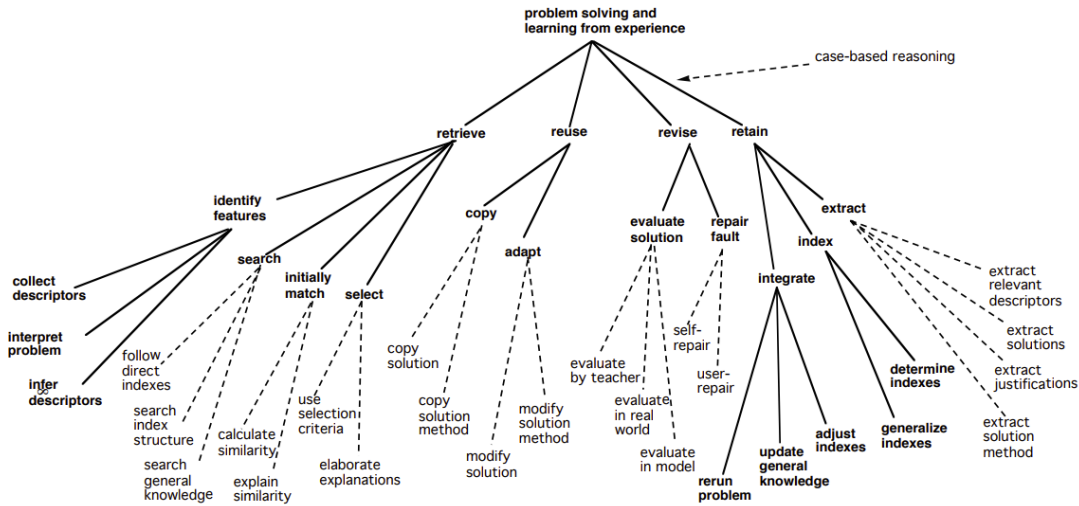 problem solving and
learning from experience
case-based reasoning
retrieve
reuse
revise
retain
identify
features
copy
evaluate
solution
repair
fault
extract
search
initially
match
select
adapt
index
integrate
collect
descriptors
interpret
problem
infer
descriptors
∞
follow
direct
indexes
search
index
structure
search
general
knowledge
calculate
similarity
explain
similarity
use
selection
criteria
elaborate
explanations
copy
solution
copy
solution
method
modify
solution
modify
solution
method
evaluate
by teacher
evaluate
in real
world
evaluate
in model
self-
repair
user-
repair
rerun
problem
update
general
knowledge
adjust
indexes
generalize
indexes
determine
indexes
extract
relevant
descriptors
extract
solutions
extract
justifications
extract
solution
method